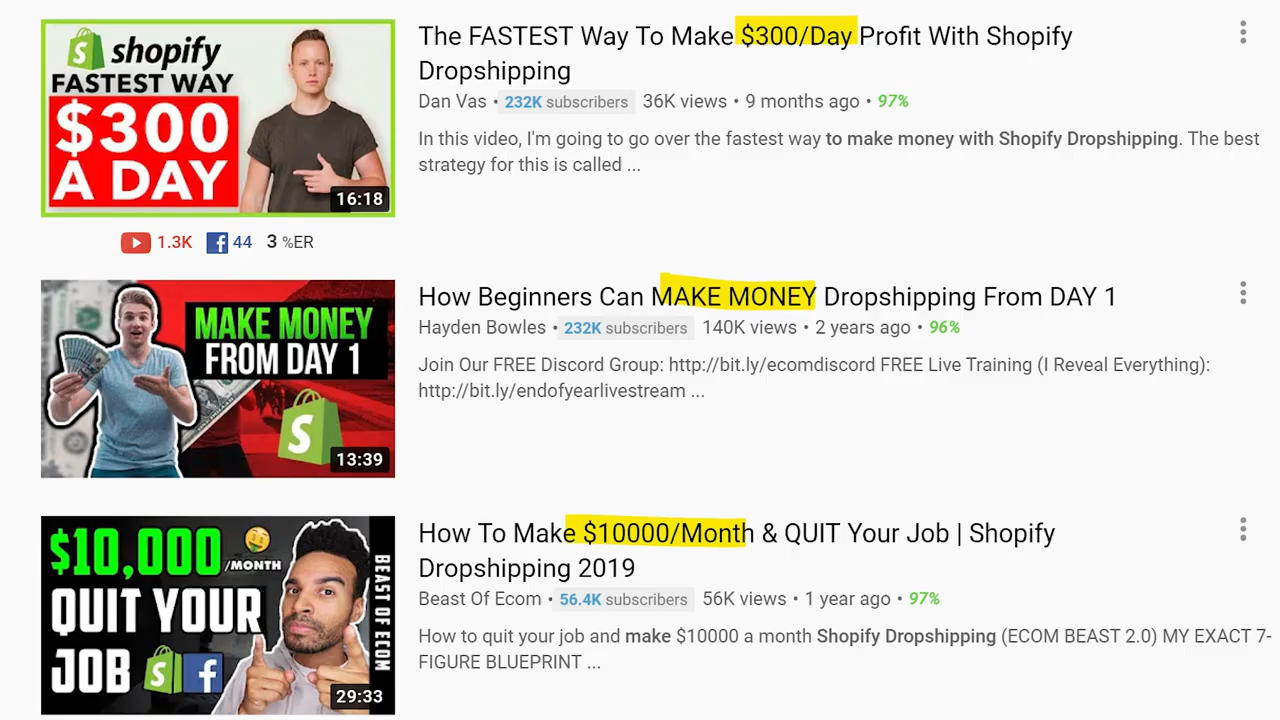 shopify
FASTEST WAY
$300
A DAY
16:18
The FASTEST Way To Make $300/Day Profit With Shopify
Dropshipping
Dan Vas • 232K subscribers 36K views • 9 months ago • 97%
In this video, I'm going to go over the fastest way to make money with Shopify Dropshipping. The best
strategy for this is called ...
1.3K 44 3 %ER
MAKE MONEY
FROM DAY 1
S
13:39
How Beginners Can MAKE MONEY Dropshipping From DAY 1
Hayden Bowles • 232K subscribers • 140K views • 2 years ago • 96%
Join Our FREE Discord Group: http://bit.ly/ecomdiscord FREE Live Training (I Reveal Everything):
http://bit.ly/endofyearlivestream ...
$10,000
/MONTH
QUIT YOUR
JOB
S f
BEAST OF ECOM
29:33
How To Make $10000/Month & QUIT Your Job | Shopify
Dropshipping 2019
Beast Of Ecom • 56.4K subscribers 56K views • 1 year ago • 97%
How to quit your job and make $10000 a month Shopify Dropshipping (ECOM BEAST 2.0) MY EXACT 7-
FIGURE BLUEPRINT ...